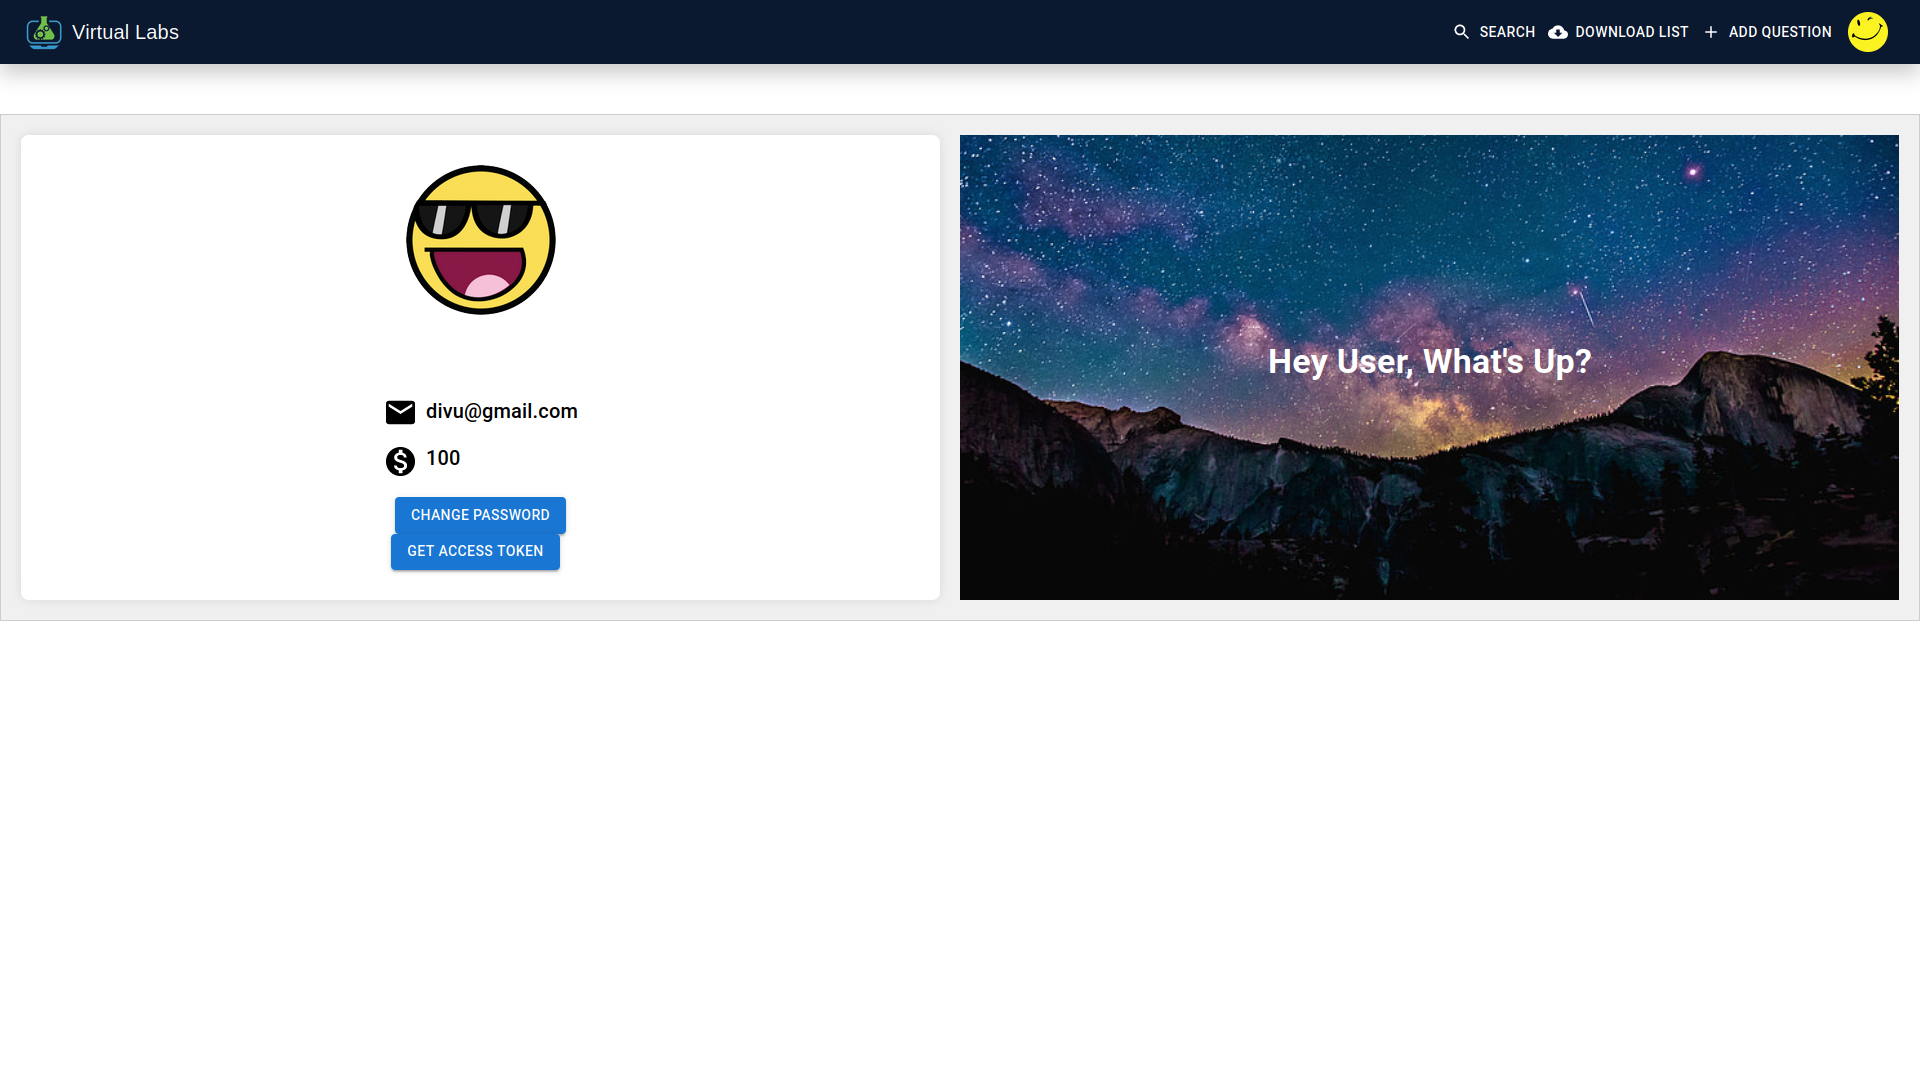 Virtual Labs
SEARCH
DOWNLOAD LIST
ADD QUESTION
divu@gmail.com
100
CHANGE PASSWORD
GET ACCESS TOKEN
Hey User, What's Up?